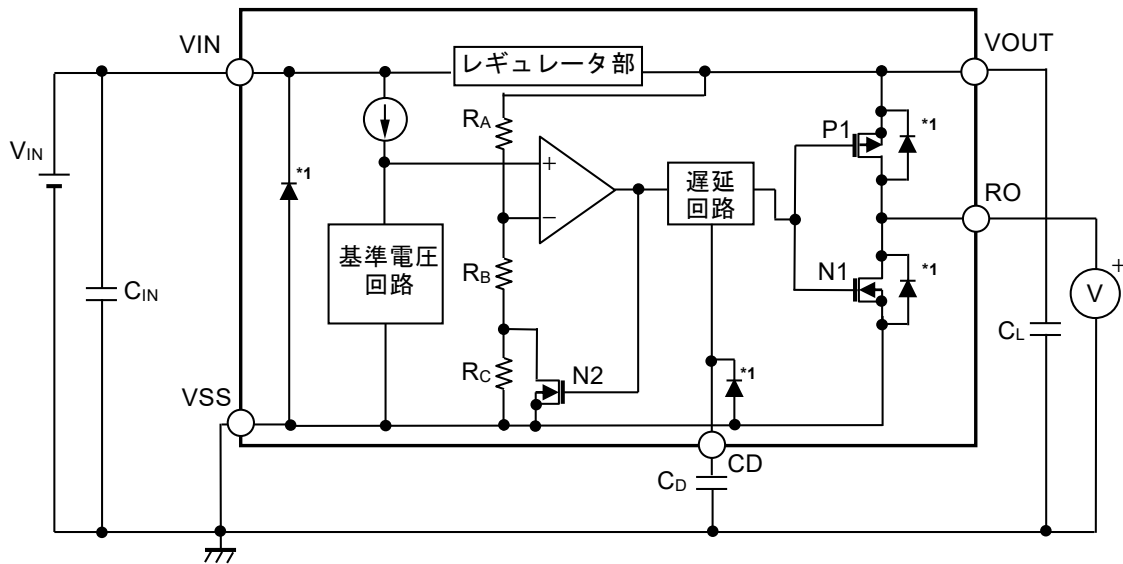 VIN
VOUT
レギュレータ部
RA
P1
*1
VIN
*1
+
遅延
回路
RO
−
基準電圧
回路
RB
N1
*1
+
V
CIN
CL
RC
N2
*1
VSS
CD
CD